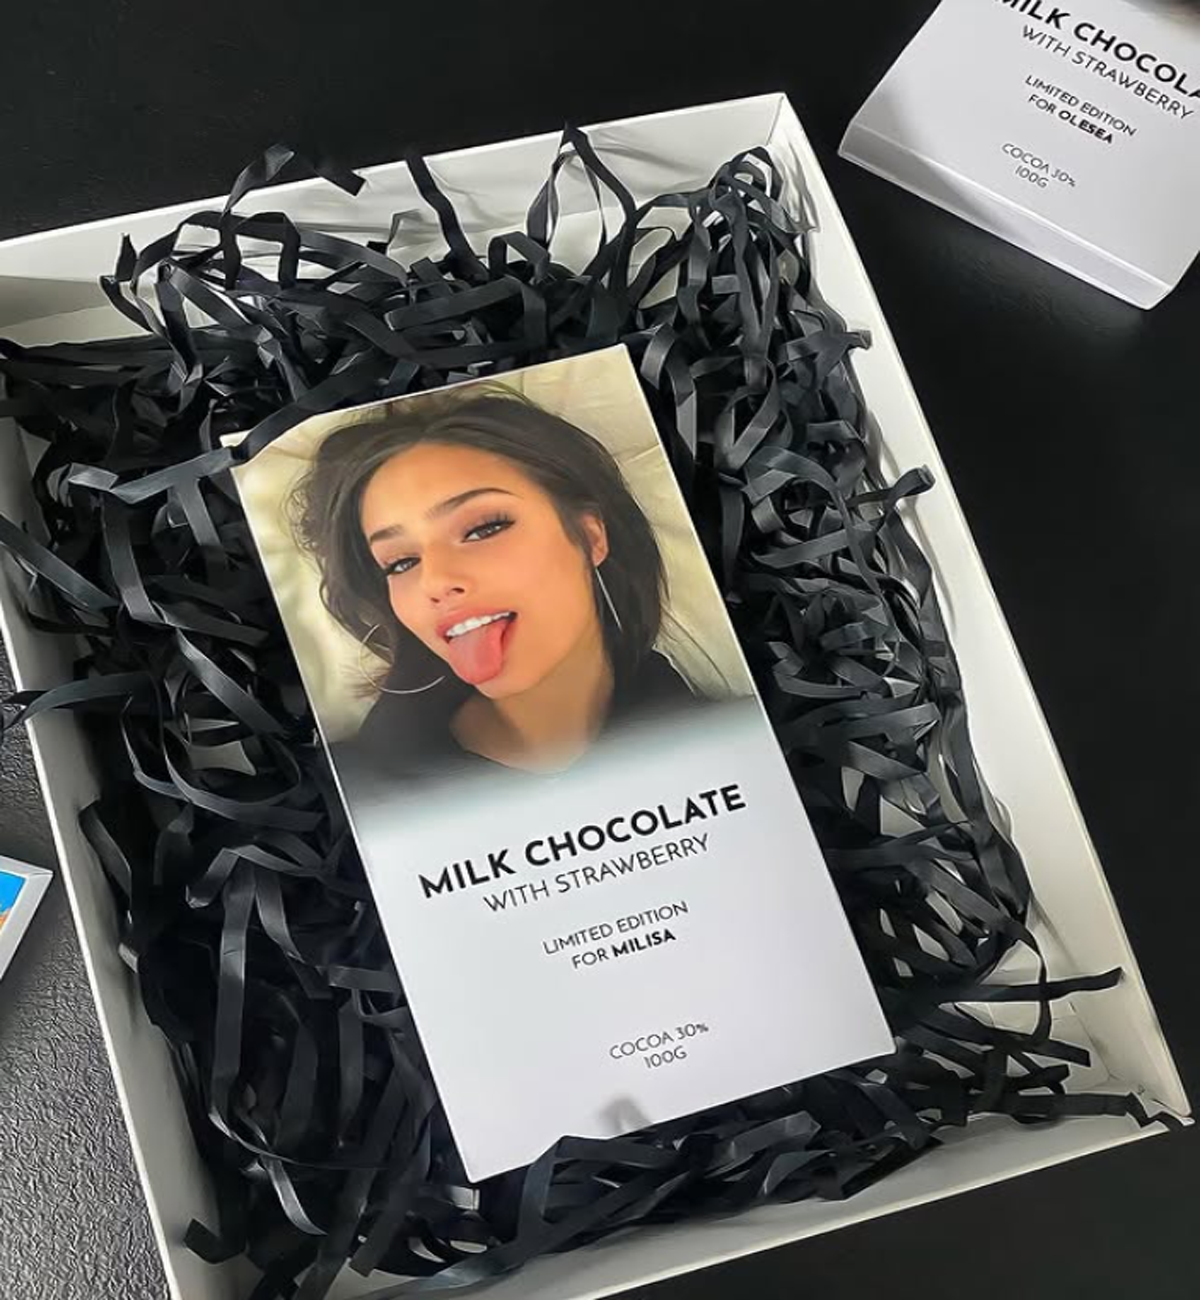 MILK CHOCOLA
WITH STRAWBERRY
LIMITED EDITION
FOR OLESEA
COCOA 30%
100G
MILK CHOCOLATE
WITH STRAWBERRY
LIMITED EDITION
FOR MILISA
COCOA 30%
100G